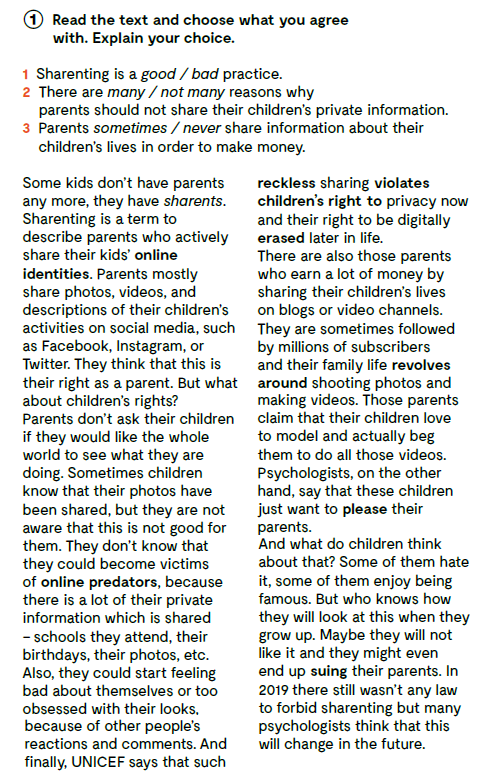 1 Read the text and choose what you agree
with. Explain your choice.
1 Sharenting is a good / bad practice.
2 There are many / not many reasons why
parents should not share their children's private information.
3 Parents sometimes / never share information about their
children's lives in order to make money.
Some kids don't have parents
any more, they have sharents.
Sharenting is a term to
describe parents who actively
share their kids' online
identities. Parents mostly
share photos, videos, and
descriptions of their children's
activities on social media, such
as Facebook, Instagram, or
Twitter. They think that this is
their right as a parent. But what
about children's rights?
Parents don't ask their children
if they would like the whole
world to see what they are
doing. Sometimes children
know that their photos have
been shared, but they are not
aware that this is not good for
them. They don't know that
they could become victims
of online predators, because
there is a lot of their private
information which is shared
– schools they attend, their
birthdays, their photos, etc.
Also, they could start feeling
bad about themselves or too
obsessed with their looks,
because of other people's
reactions and comments. And
finally, UNICEF says that such
reckless sharing violates
children's right to privacy now
and their right to be digitally
erased later in life.
There are also those parents
who earn a lot of money by
sharing their children's lives
on blogs or video channels.
They are sometimes followed
by millions of subscribers
and their family life revolves
around shooting photos and
making videos. Those parents
claim that their children love
to model and actually beg
them to do all those videos.
Psychologists, on the other
hand, say that these children
just want to please their
parents.
And what do children think
about that? Some of them hate
it, some of them enjoy being
famous. But who knows how
they will look at this when they
grow up. Maybe they will not
like it and they might even
end up suing their parents. In
2019 there still wasn't any law
to forbid sharenting but many
psychologists think that this
will change in the future.